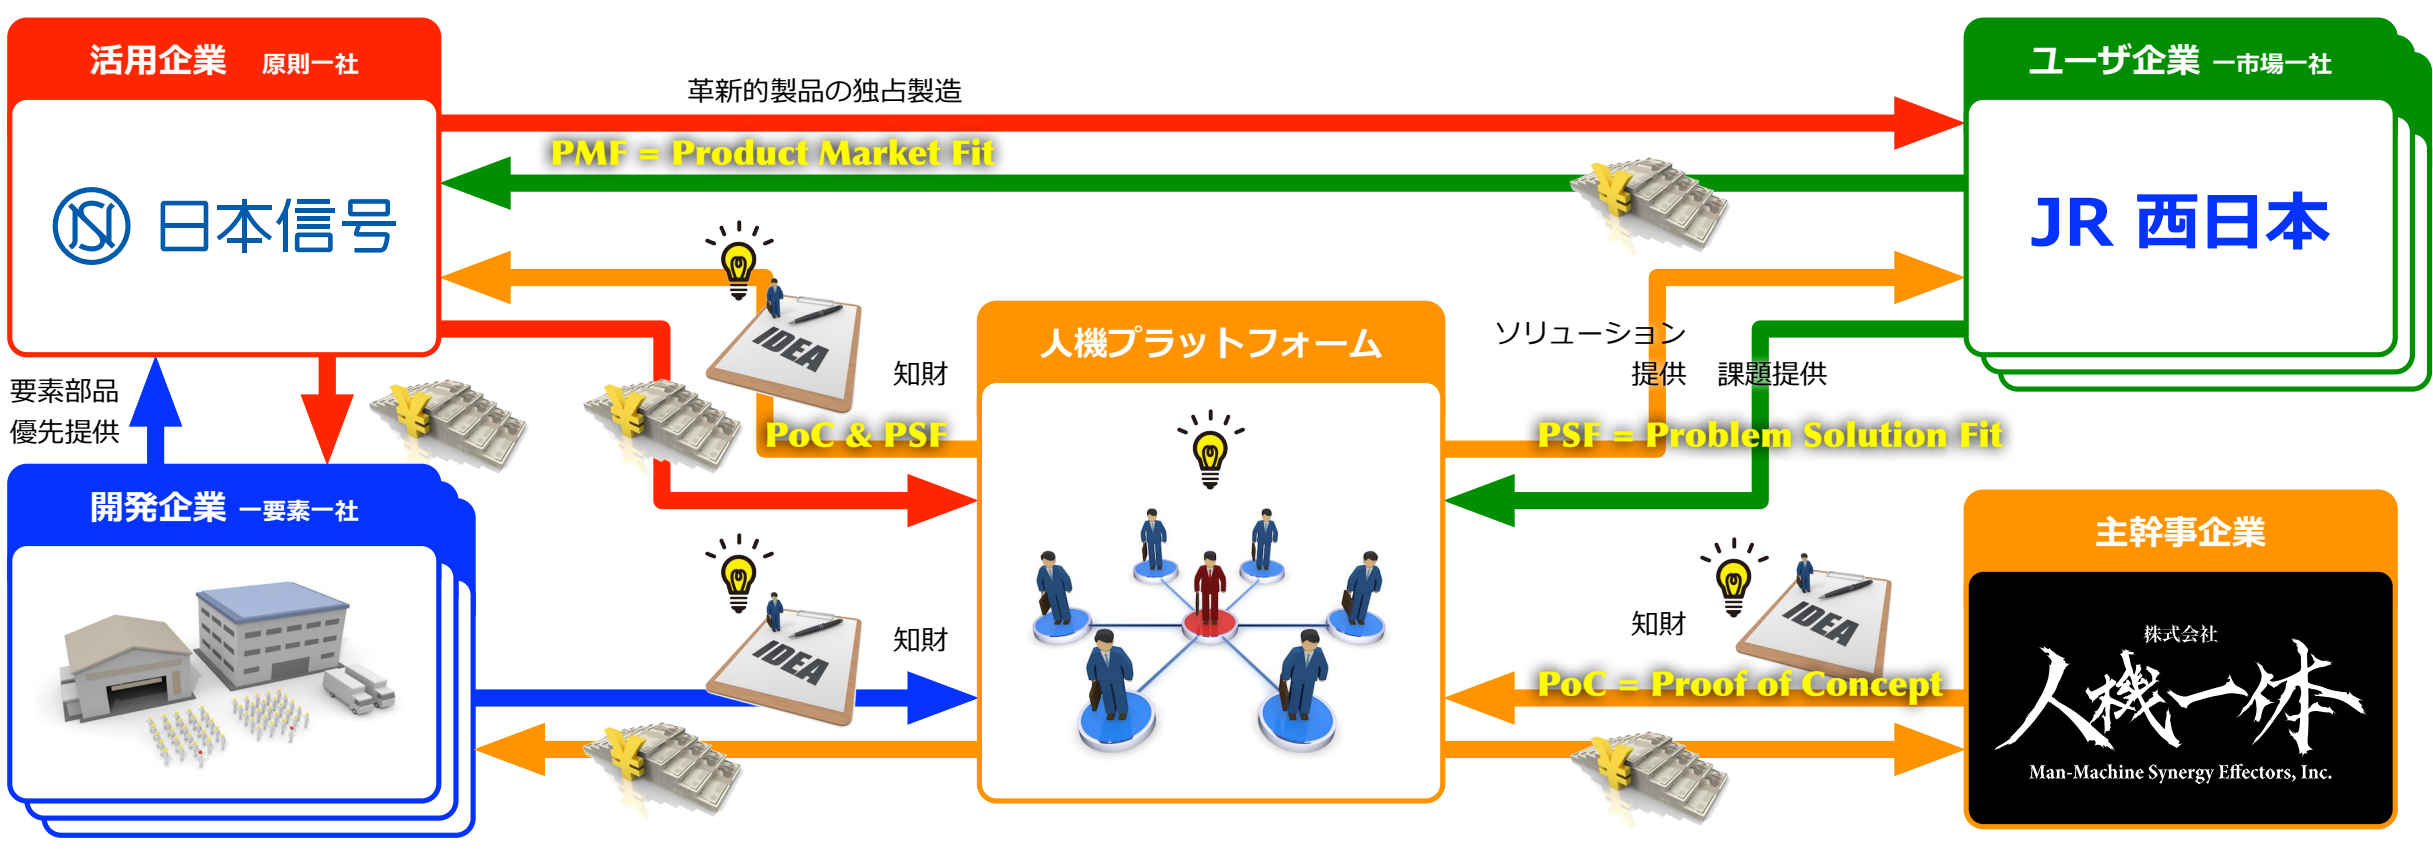 活用企業 原則一社
日本信号
革新的製品の独占製造
PMF = Product Market Fit
ユーザ企業 一市場一社
JR 西日本
IDEA
知財
PoC & PSF
要素部品
優先提供
人機プラットフォーム
ソリューション
提供
課題提供
PSF = Problem Solution Fit
開発企業 一要素一社
IDEA
知財
主幹事企業
知財
IDEA
PoC = Proof of Concept
株式会社
人機一体
Man-Machine Synergy Effectors, Inc.